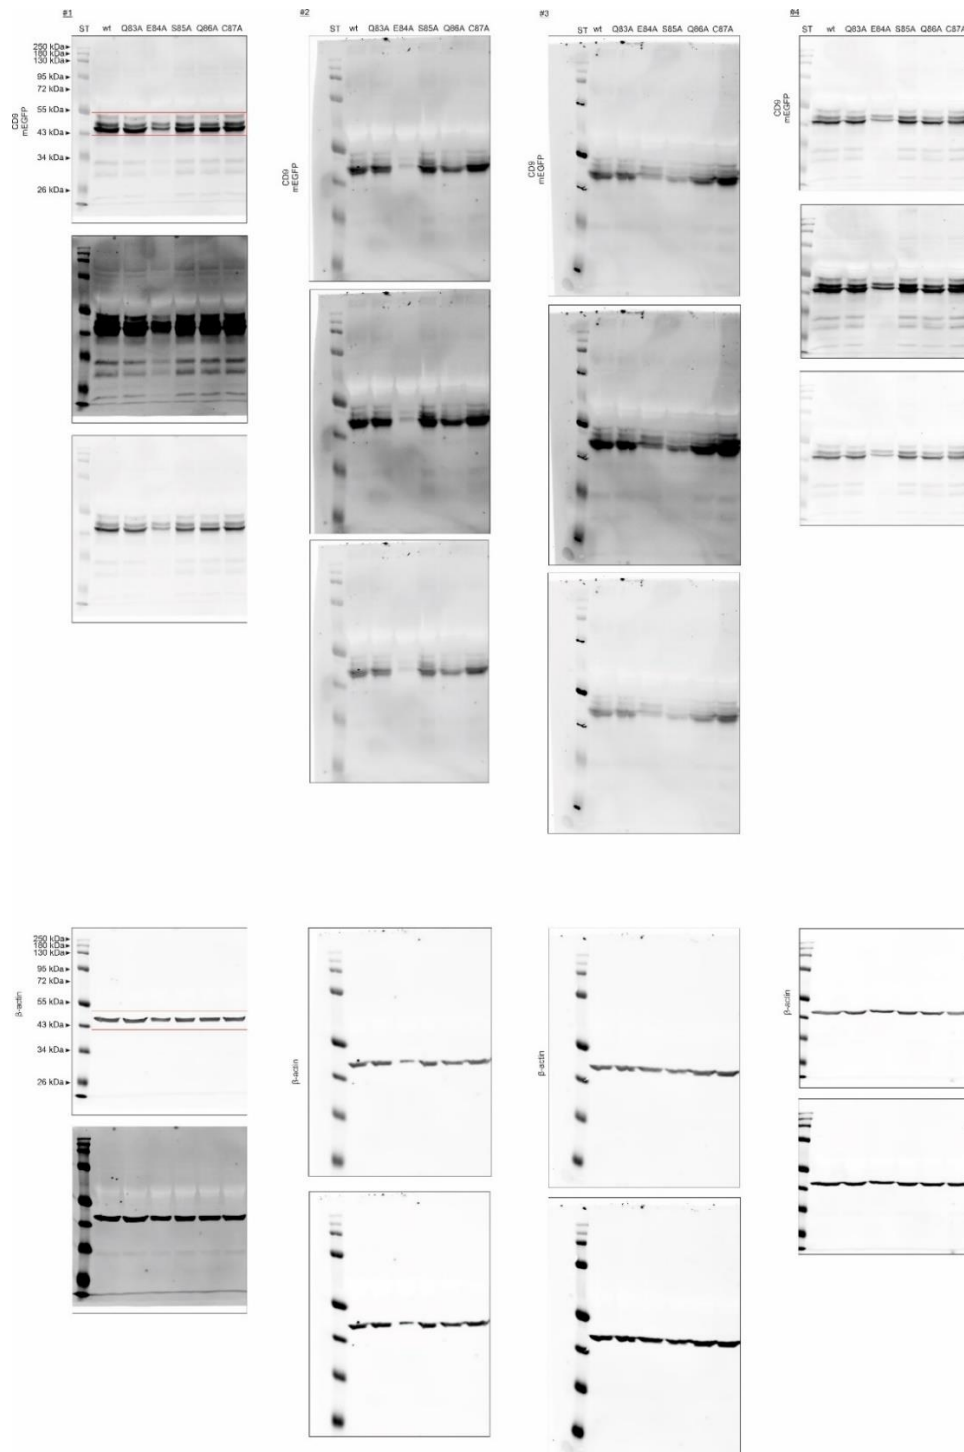 #1
ST wt Q83A E84A S85A Q86A C87A
250 kDa
180 kDa
130 kDa
95 kDa
72 kDa
55 kDa
43 kDa
34 kDa
26 kDa
CD9
mEGFP
#2
ST wt Q83A E84A S85A Q86A C87A
CD9
mEGFP
#3
ST wt Q83A E84A S85A Q86A C87A
CD9
mEGFP
#4
ST wt Q83A E84A S85A Q86A C87A
CD9
mEGFP
250 kDa
180 kDa
130 kDa
95 kDa
72 kDa
55 kDa
43 kDa
34 kDa
26 kDa
β-actin
β-actin
β-actin
β-actin